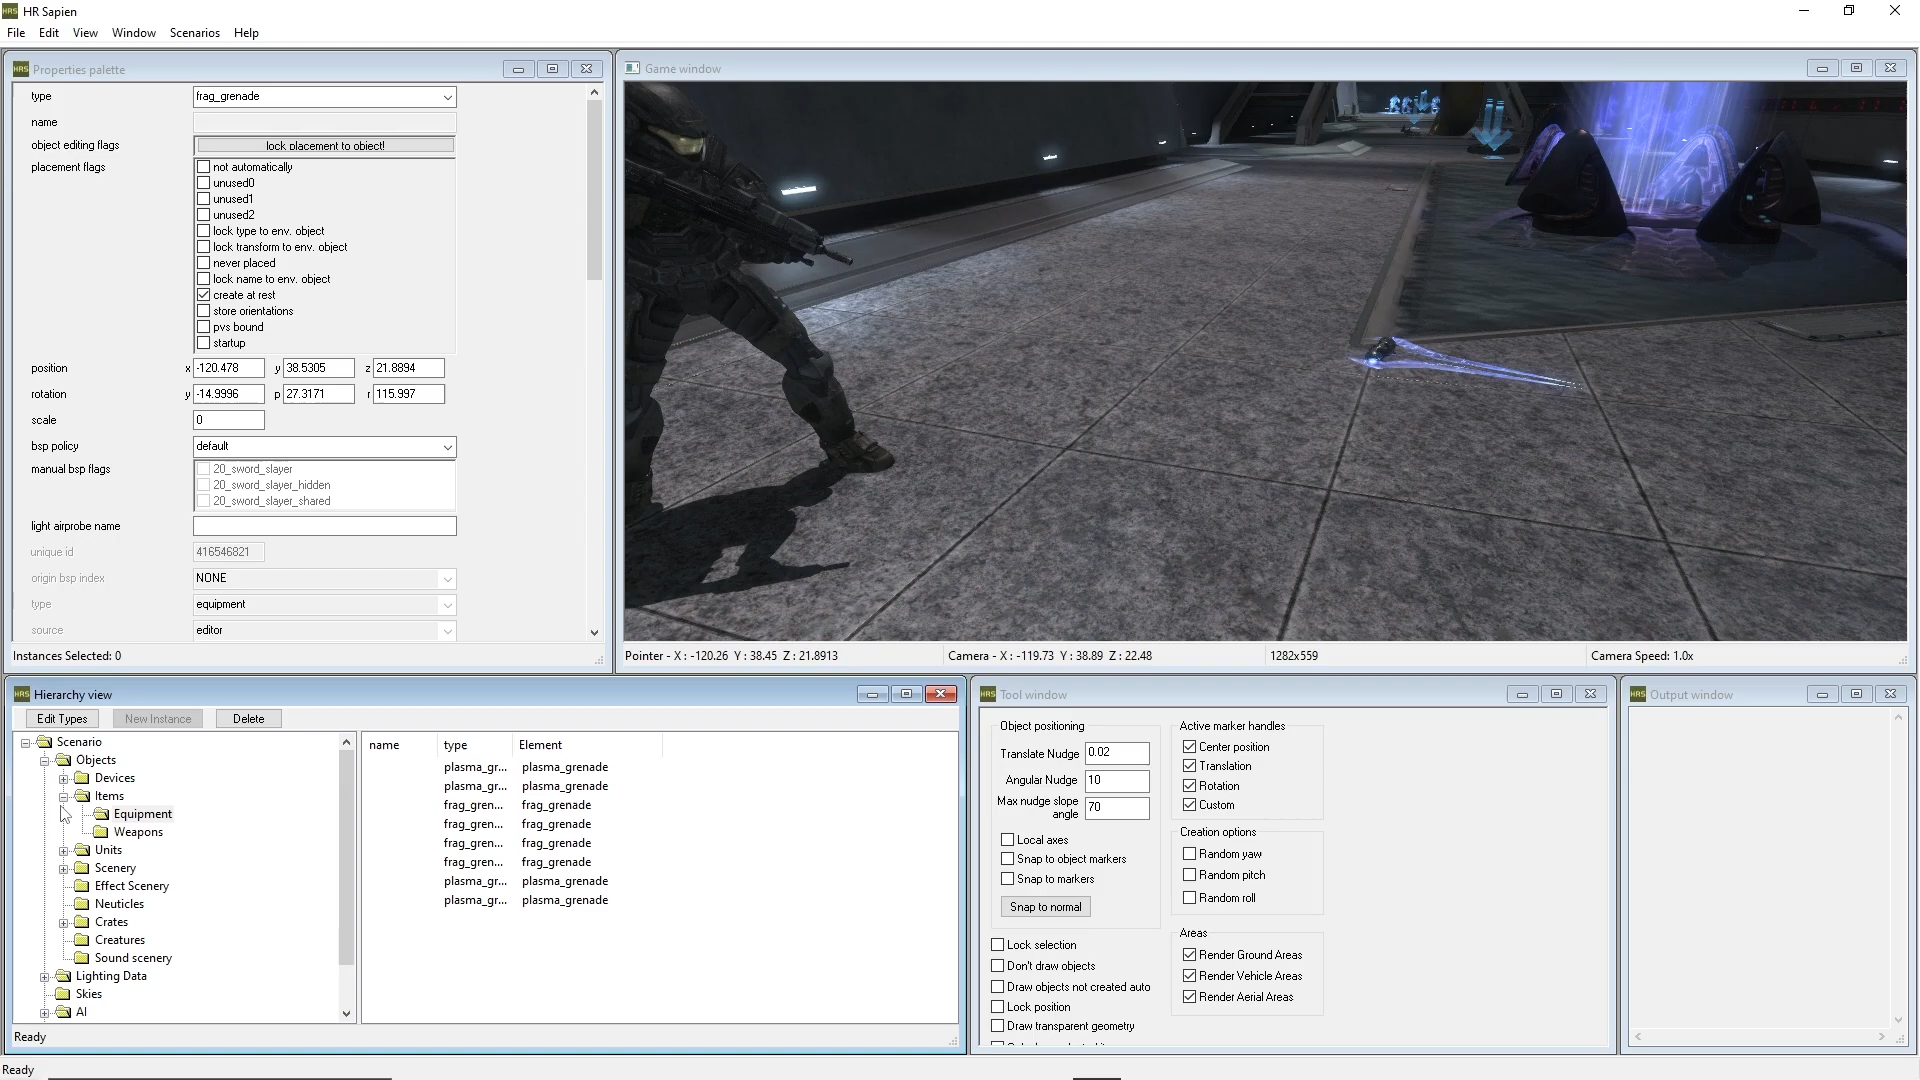 HR Sapien
File Edit View Window Scenarios Help
Properties palette
type frag_grenade
name
object editing flags lock placement to object!
placement flags not automatically
unused0
unused1
unused2
lock type to env. object
lock transform to env. object
never placed
lock name to env. object
create at rest
store orientations
pvs bound
startup
position x -120.478 y 38.5305 z 21.8894
rotation y -14.9996 p 27.3171 r 115.997
scale 0
bsp policy default
manual bsp flags 20_sword_slayer
20_sword_slayer_hidden
20_sword_slayer_shared
light airprobe name
unique id 416546821
origin bsp index NONE
type equipment
source editor
Instances Selected: 0
Game window
Pointer - X : -120.26 Y : 38.45 Z : 21.8913 Camera - X : -119.73 Y : 38.89 Z : 22.48 1282x559 Camera Speed: 1.0x
Hierarchy view
Edit Types New Instance Delete
Scenario
Objects
Devices
Items
Equipment
Weapons
Units
Scenery
Effect Scenery
Neuticles
Crates
Creatures
Sound scenery
Lighting Data
Skies
AI
name type Element
plasma_gr... plasma_grenade
plasma_gr... plasma_grenade
frag_gren... frag_grenade
frag_gren... frag_grenade
frag_gren... frag_grenade
frag_gren... frag_grenade
plasma_gr... plasma_grenade
plasma_gr... plasma_grenade
Ready
Tool window
Object positioning
Translate Nudge 0.02
Angular Nudge 10
Max nudge slope angle 70
Local axes
Snap to object markers
Snap to markers
Snap to normal
Lock selection
Don't draw objects
Draw objects not created auto
Lock position
Draw transparent geometry
Active marker handles
Center position
Translation
Rotation
Custom
Creation options
Random yaw
Random pitch
Random roll
Areas
Render Ground Areas
Render Vehicle Areas
Render Aerial Areas
Output window
Ready